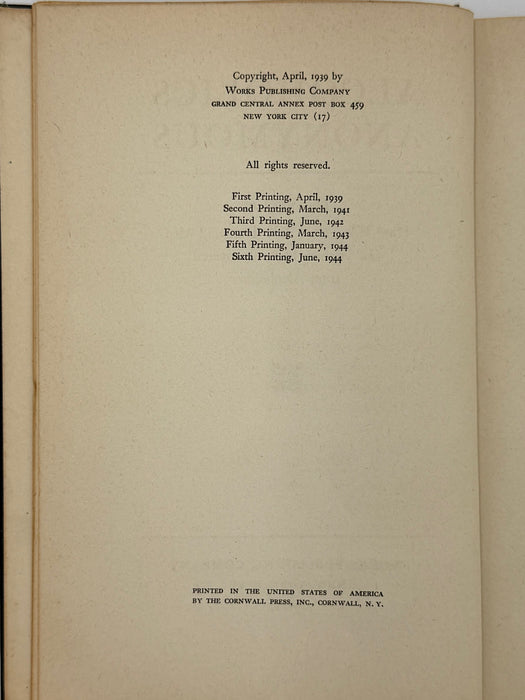 Copyright, April, 1939 by
WORKS PUBLISHING COMPANY
GRAND CENTRAL ANNEX POST BOX 459
NEW YORK CITY (17)
All rights reserved.
First Printing, April, 1939
Second Printing, March, 1941
Third Printing, June, 1942
Fourth Printing, March, 1943
Fifth Printing, January, 1944
Sixth Printing, June, 1944
PRINTED IN THE UNITED STATES OF AMERICA
BY THE CORNWALL PRESS, INC., CORNWALL, N. Y.